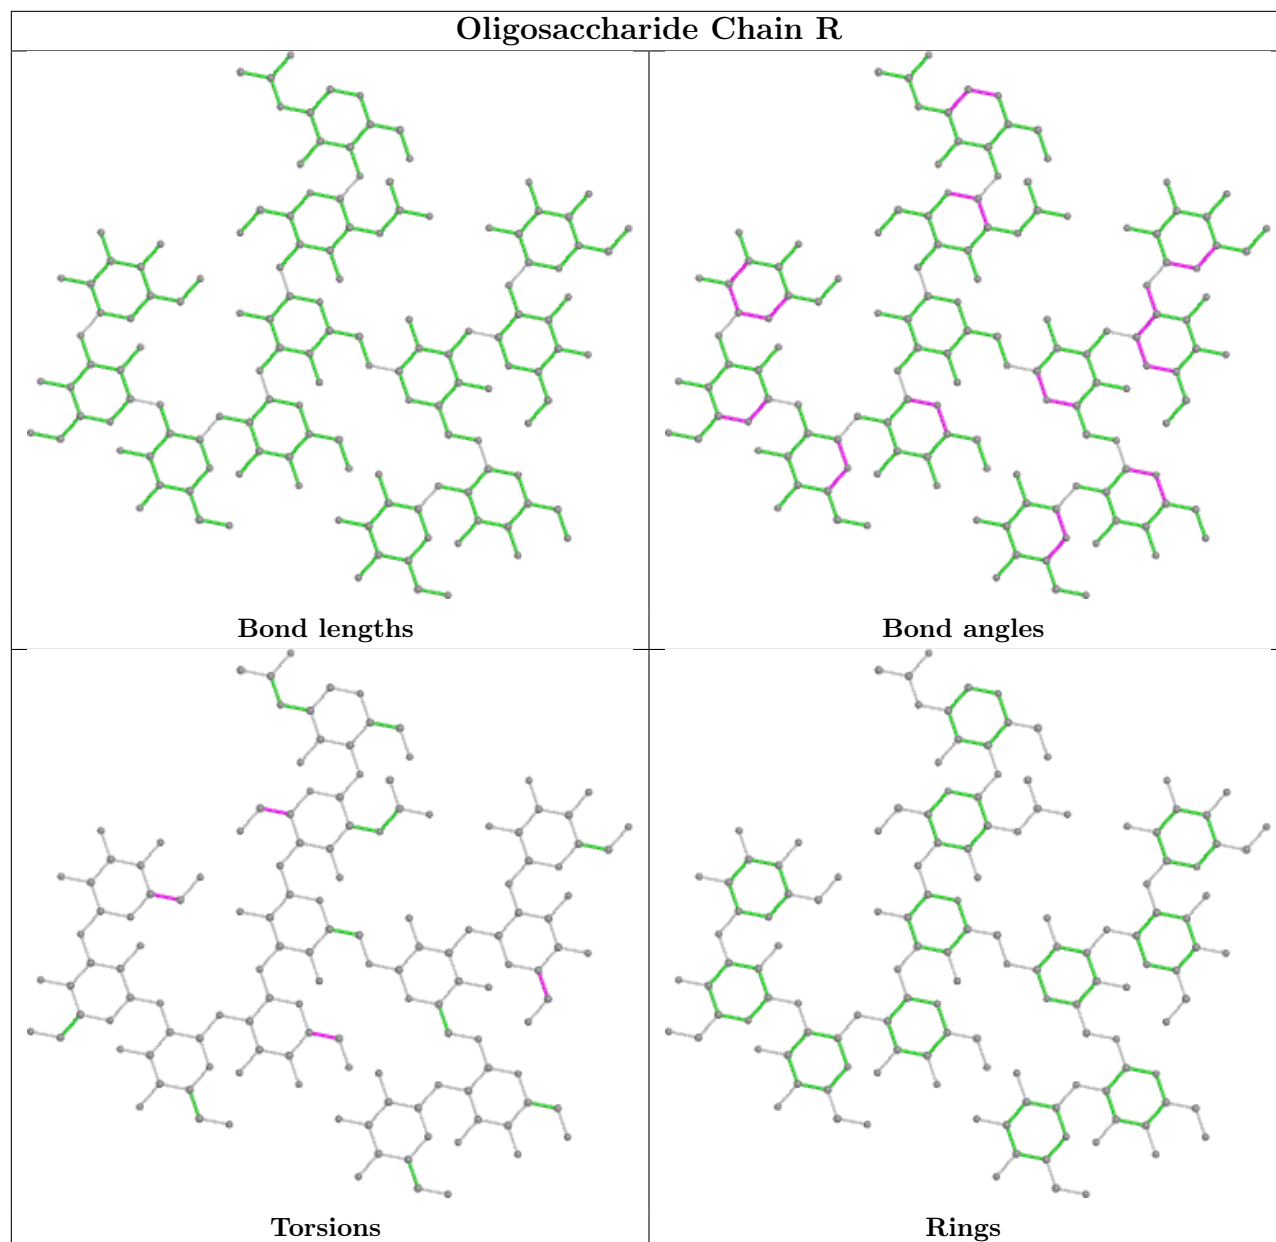 Oligosaccharide Chain R
Bond lengths
Bond angles
Torsions
Rings